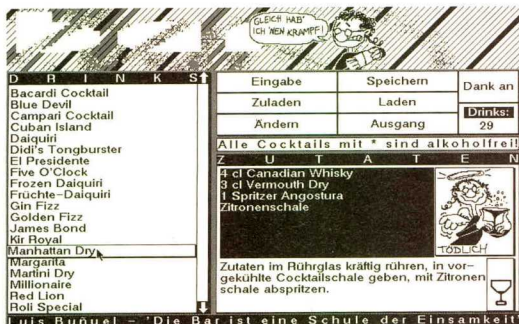 GLEICH HAB'
ICH 'NEN KRAMPF!
D R I N K S
Bacardi Cocktail
Blue Devil
Campari Cocktail
Cuban Island
Daiquiri
Didi's Tongburster
El Presidente
Five O'Clock
Frozen Daiquiri
Früchte-Daiquiri
Gin Fizz
Golden Fizz
James Bond
Kir Royal
Manhattan Dry
Margarita
Martini Dry
Millionaire
Red Lion
Roli Special
Eingabe Speichern Dank an
Zuladen Laden
Ändern Ausgang
Drinks:
29
Alle Cocktails mit * sind alkoholfrei!
Z U T A T E N
4 cl Canadian Whisky
3 cl Vermouth Dry
1 Spritzer Angostura
Zitronenschale
TÖDLICH
Zutaten im Rührglas kräftig rühren, in vor-
gekühlte Cocktailschale geben, mit Zitronen
schale abspritzen.
Luis Buñuel - 'Die Bar ist eine Schule der Einsamkeit